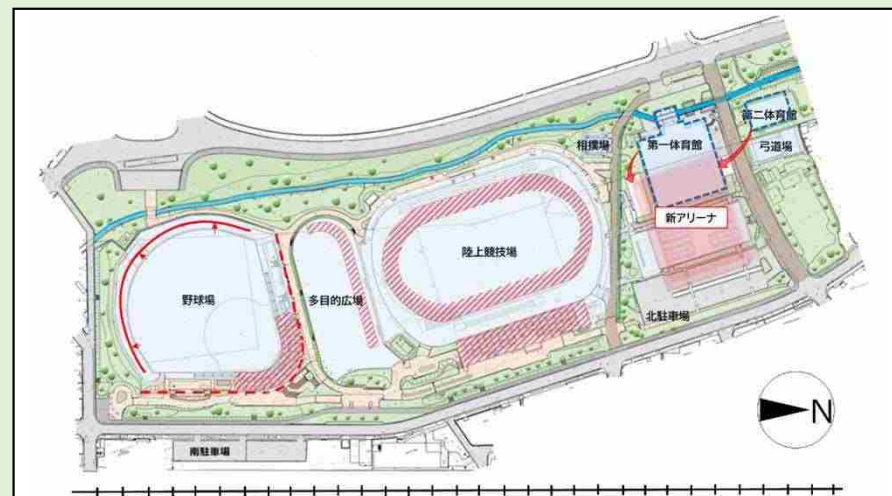 第二体育館
相撲場
第一体育館
弓道場
新アリーナ
陸上競技場
野球場
多目的広場
北駐車場
南駐車場
N